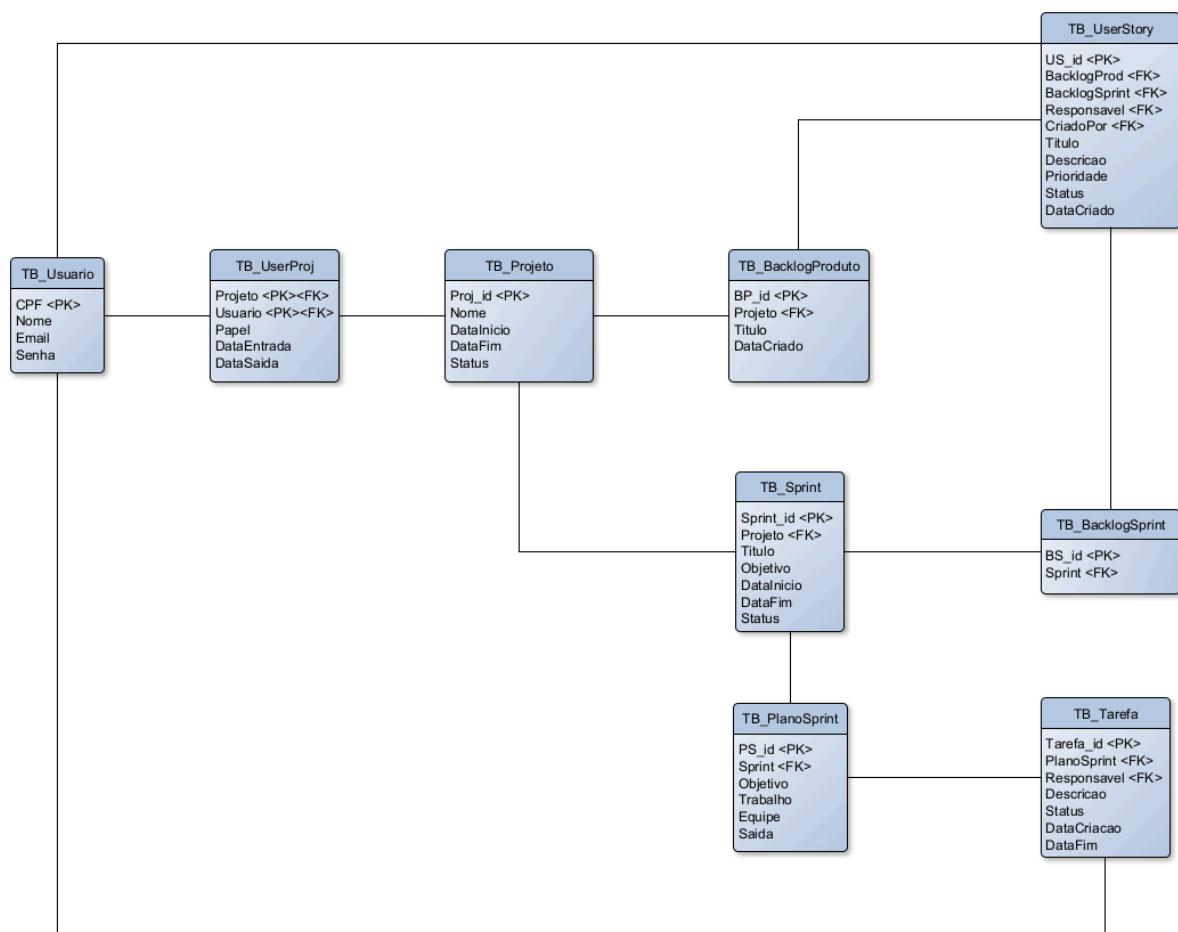 TB_UserStory
US_id <PK>
BacklogProd <FK>
BacklogSprint <FK>
Responsavel <FK>
CriadoPor <FK>
Titulo
Descricao
Prioridade
Status
DataCriado
TB_Usuario
CPF <PK>
Nome
Email
Senha
TB_UserProj
Projeto <PK><FK>
Usuario <PK><FK>
Papel
DataEntrada
DataSaida
TB_Projeto
Proj_id <PK>
Nome
DataInicio
DataFim
Status
TB_BacklogProduto
BP_id <PK>
Projeto <FK>
Titulo
DataCriado
TB_Sprint
Sprint_id <PK>
Projeto <FK>
Titulo
Objetivo
DataInicio
DataFim
Status
TB_BacklogSprint
BS_id <PK>
Sprint <FK>
TB_PlanoSprint
PS_id <PK>
Sprint <FK>
Objetivo
Trabalho
Equipe
Saida
TB_Tarefa
Tarefa_id <PK>
PlanoSprint <FK>
Responsavel <FK>
Descricao
Status
DataCriacao
DataFim